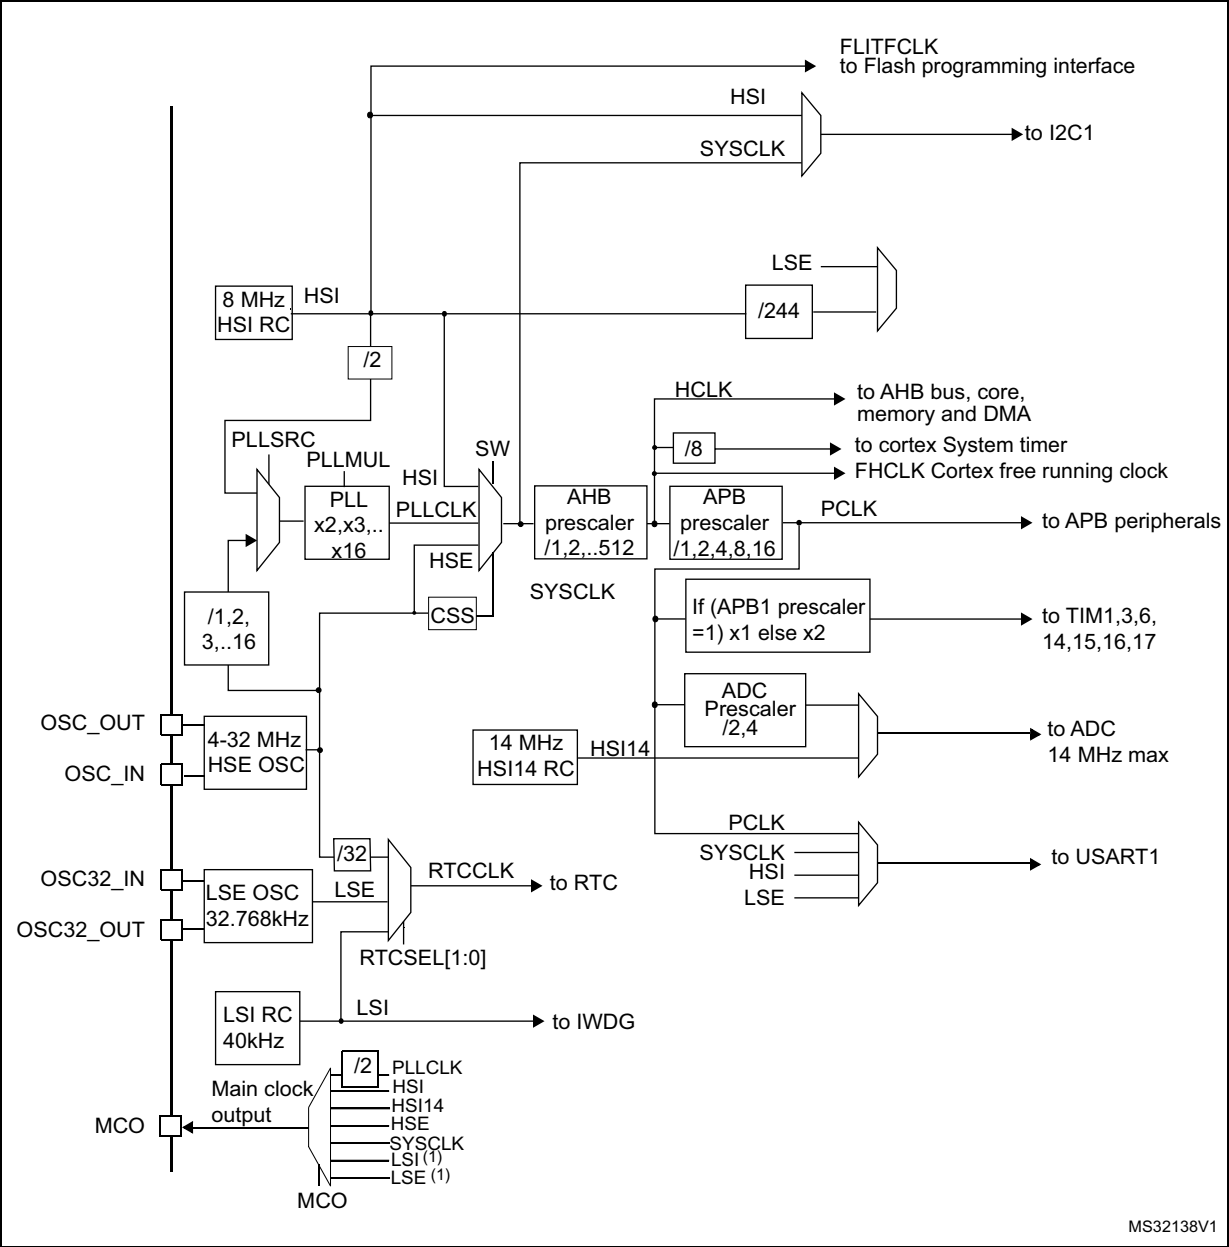 FLITFCLK
to Flash programming interface
HSI
to I2C1
SYSCLK
LSE
8 MHz
HSI RC
HSI
/244
/2
HCLK
to AHB bus, core,
memory and DMA
PLLSRC
SW
/8
to cortex System timer
PLLMUL
HSI
FHCLK Cortex free running clock
PLL
x2,x3,..
x16
PLLCLK
AHB
prescaler
/1,2,..512
APB
prescaler
/1,2,4,8,16
PCLK
to APB peripherals
HSE
SYSCLK
/1,2,
3,..16
CSS
If (APB1 prescaler
=1) x1 else x2
to TIM1,3,6,
14,15,16,17
ADC
Prescaler
/2,4
OSC_OUT
4-32 MHz
HSE OSC
14 MHz
HSI14 RC
HSI14
to ADC
14 MHz max
OSC_IN
PCLK
SYSCLK
HSI
LSE
to USART1
/32
OSC32_IN
LSE OSC
32.768kHz
LSE
RTCCLK
to RTC
OSC32_OUT
RTCSEL[1:0]
LSI RC
40kHz
LSI
to IWDG
/2
PLLCLK
HSI
HSI14
HSE
SYSCLK
LSI (1)
LSE (1)
Main clock
output
MCO
MCO
MS32138V1